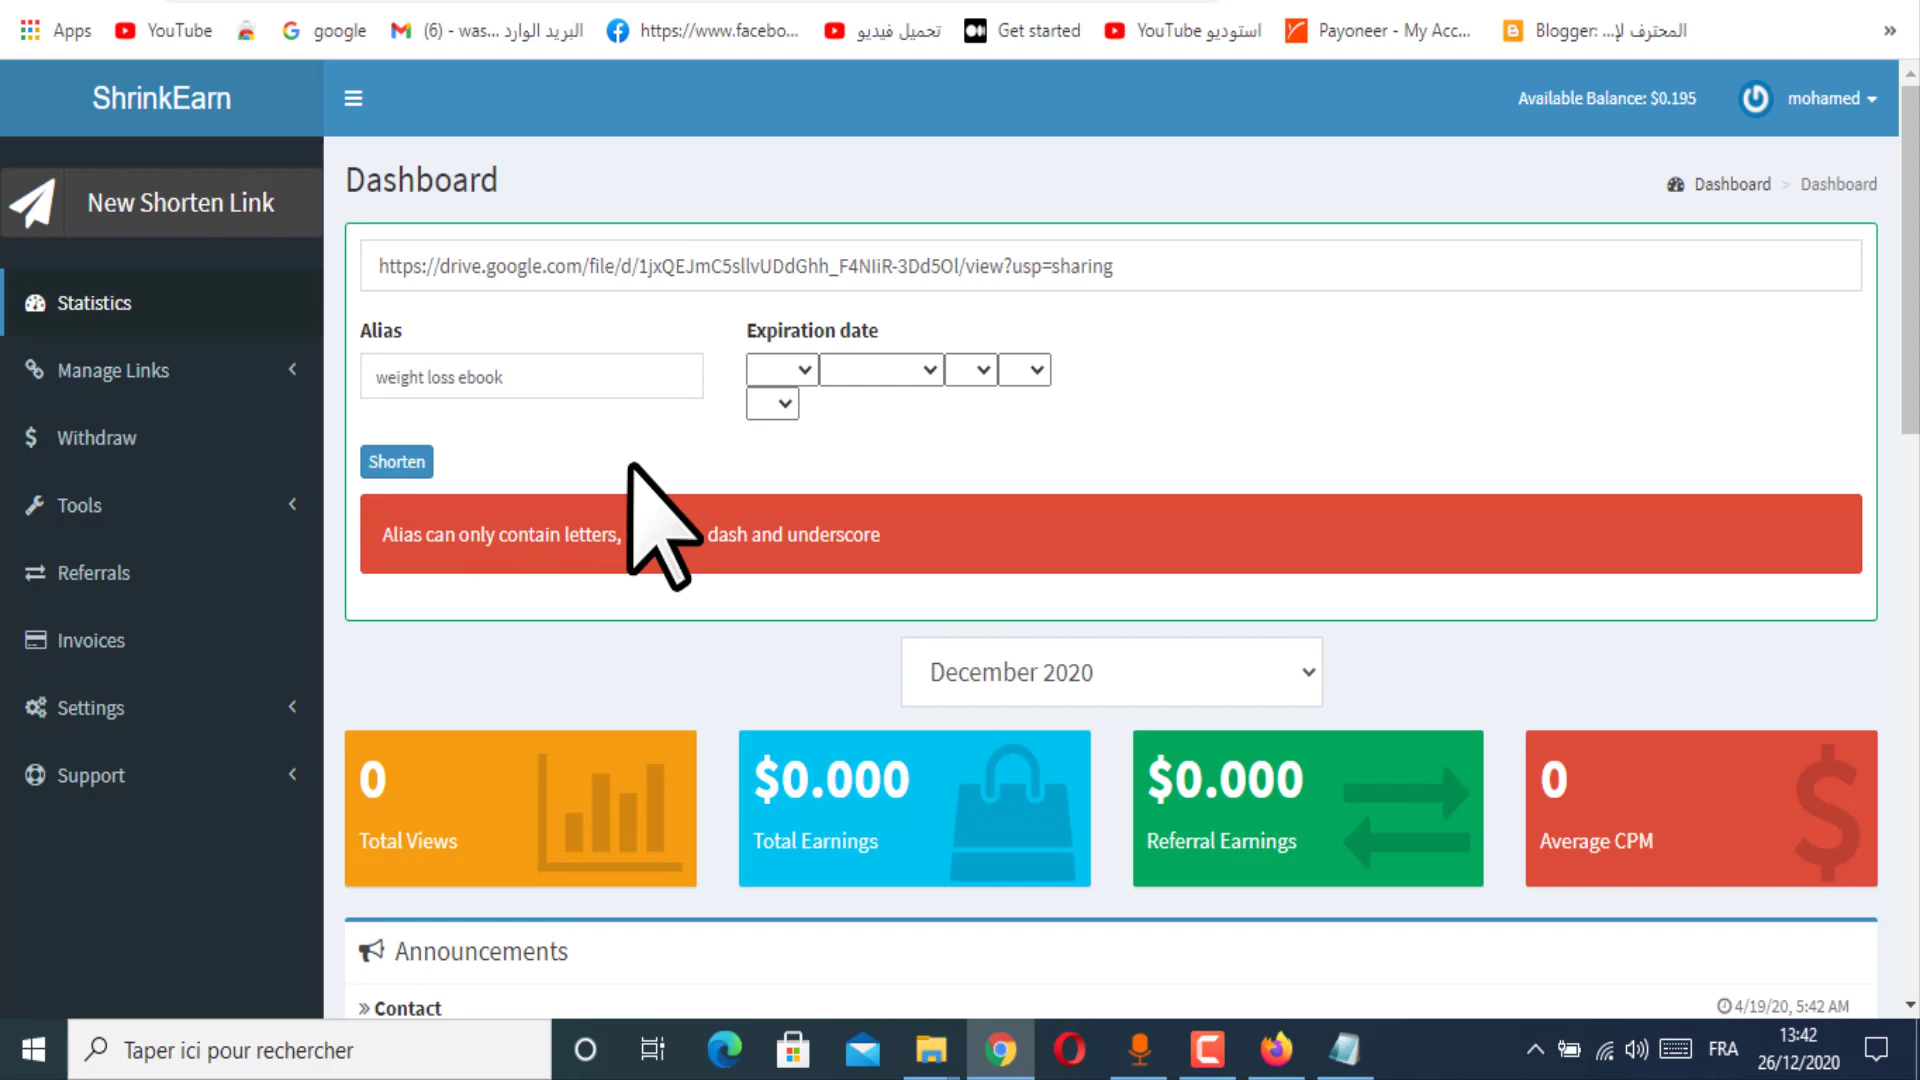 Apps
YouTube
google
البريد الوارد (6) - was...
https://www.facebo...
تحميل فيديو
Get started
استوديو YouTube
Payoneer - My Acc...
Blogger: ...المحترف لإ
»
ShrinkEarn
Available Balance: $0.195
mohamed
New Shorten Link
Dashboard
Dashboard > Dashboard
https://drive.google.com/file/d/1jxQEJmC5sllvUDdGhh_F4NIiR-3Dd5Ol/view?usp=sharing
Statistics
Alias
Expiration date
Manage Links
weight loss ebook
Withdraw
Shorten
Tools
Alias can only contain letters, dash and underscore
Referrals
Invoices
December 2020
Settings
Support
0
Total Views
$0.000
Total Earnings
$0.000
Referral Earnings
0
Average CPM
Announcements
» Contact
4/19/20, 5:42 AM
Taper ici pour rechercher
FRA
13:42
26/12/2020